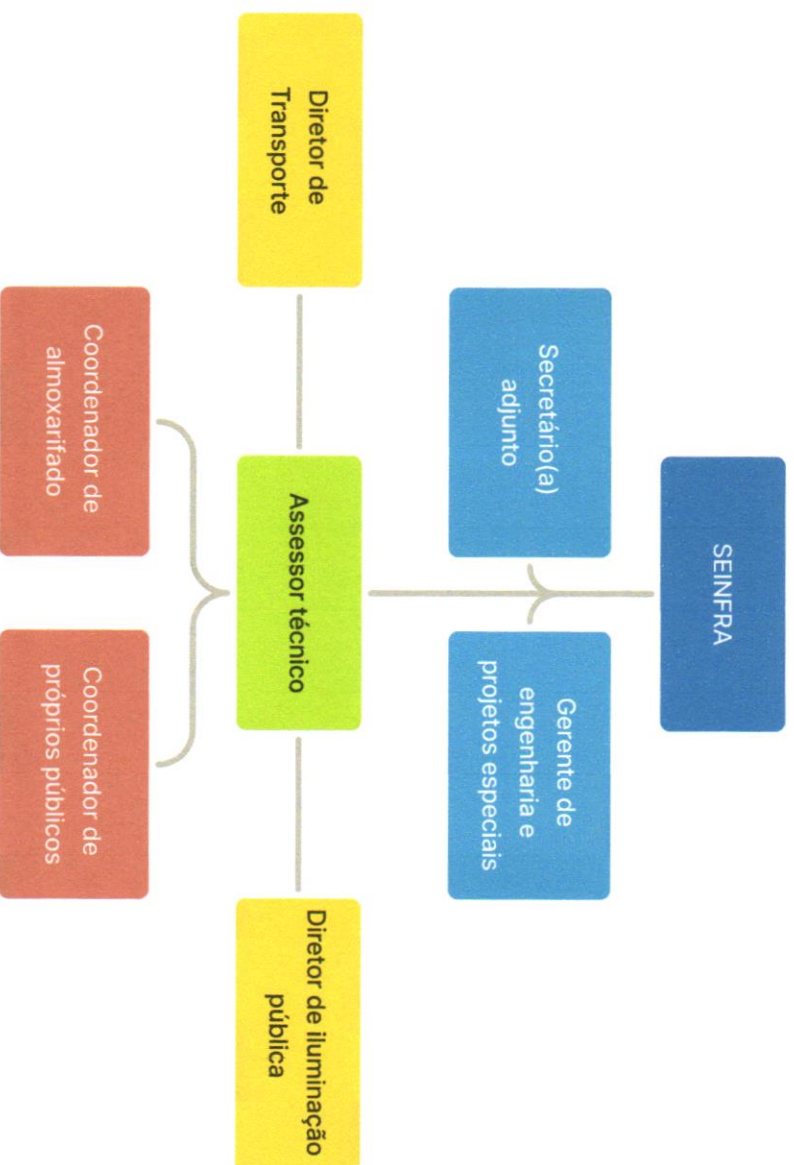 SEINFRA
Secretário(a)
adjunto
Gerente de
engenharia e
projetos especiais
Diretor de
Transporte
Assessor técnico
Diretor de iluminação
pública
Coordenador de
almoxarifado
Coordenador de
próprios públicos